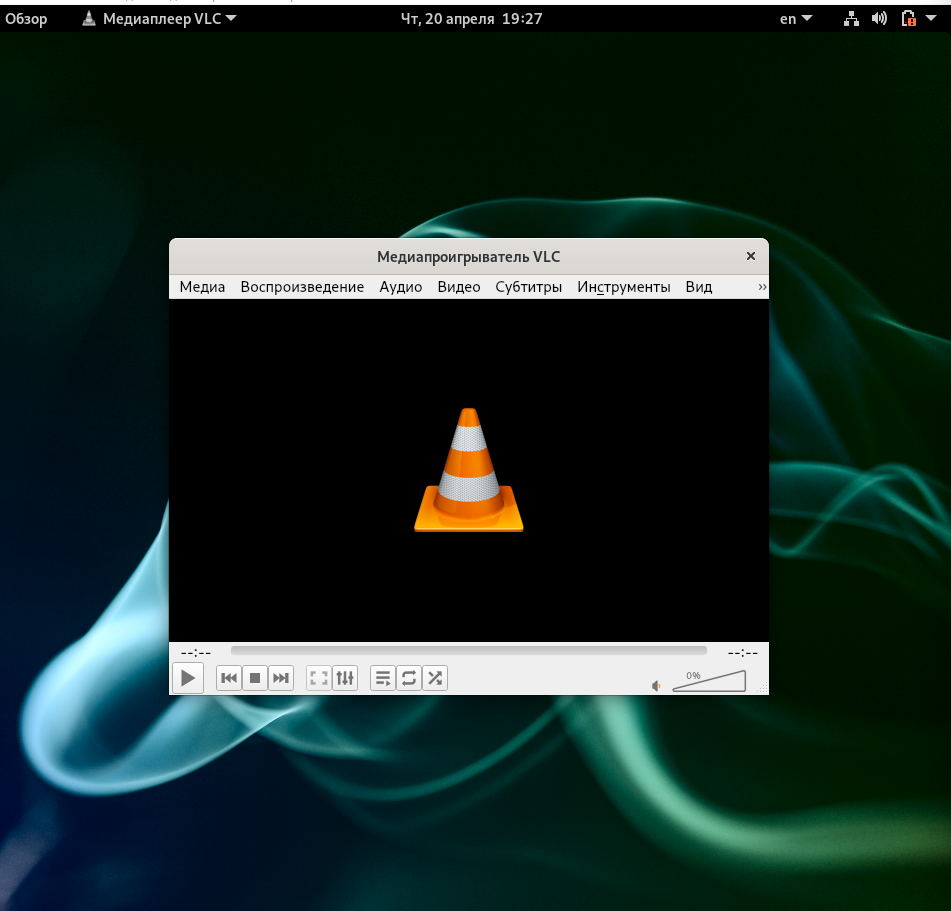 Обзор Медиаплеер VLC Чт, 20 апреля 19:27 en
Медиапроигрыватель VLC ×
Медиа Воспроизведение Аудио Видео Субтитры Инструменты Вид »
--:-- --:--
0%